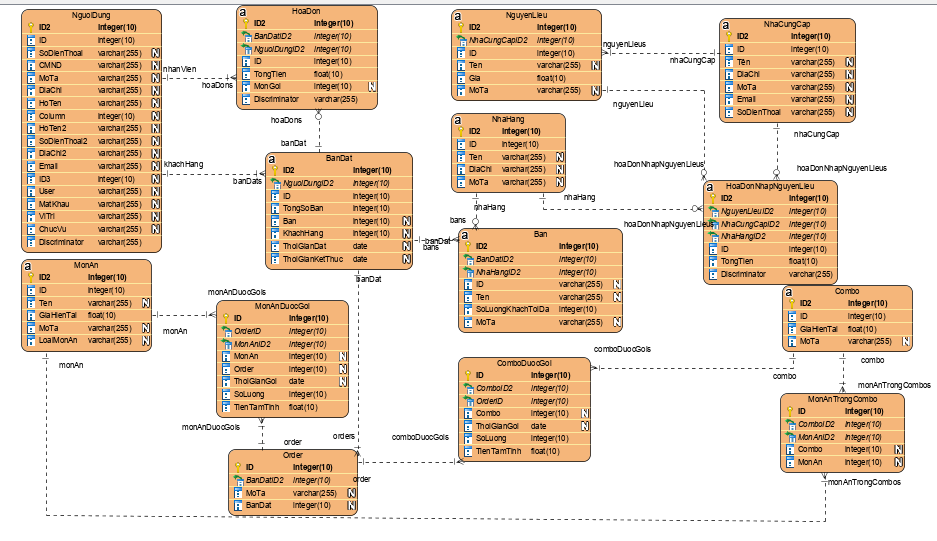 NguoiDung
ID2 Integer(10)
ID Integer(10)
SoDienThoai varchar(255) N
CMND varchar(255) N
MoTa varchar(255) N
DiaChi varchar(255) N
HoTen varchar(255) N
Column Integer(10) N
HoTen2 varchar(255) N
SoDienThoai2 varchar(255) N
DiaChi2 varchar(255) N
Email varchar(255) N
ID3 Integer(10) N
User varchar(255) N
MatKhau varchar(255) N
ViTri varchar(255) N
ChucVu varchar(255) N
Discriminator varchar(255)
nhanVien
hoaDons
khachHang
banDats
HoaDon
ID2 Integer(10)
BanDatID2 Integer(10)
NguoiDungID2 Integer(10)
ID Integer(10)
TongTien float(10)
MonGoi Integer(10) N
Discriminator varchar(255)
hoaDons
banDat
BanDat
ID2 Integer(10)
NguoiDungID2 Integer(10)
ID Integer(10)
TongSoBan Integer(10)
Ban Integer(10) N
KhachHang Integer(10) N
ThoiGianDat date N
ThoiGianKetThuc date N
banDat
bans
banDat
NguyenLieu
ID2 Integer(10)
NhaCungCapID2 Integer(10)
ID Integer(10)
Ten varchar(255) N
Gia float(10)
MoTa varchar(255) N
nguyenLieus
nhaCungCap
nguyenLieu
NhaCungCap
ID2 Integer(10)
ID Integer(10)
Tên varchar(255) N
DiaChi varchar(255) N
MoTa varchar(255) N
Email varchar(255) N
SoDienThoai varchar(255) N
nhaCungCap
hoaDonNhapNguyenLieus
hoaDonNhapNguyenLieus
NhaHang
ID2 Integer(10)
ID Integer(10)
Ten varchar(255) N
DiaChi varchar(255) N
MoTa varchar(255) N
nhaHang
nhaHang
bans
hoaDonNhapNguyenLieus
HoaDonNhapNguyenLieu
ID2 Integer(10)
NguyenLieuID2 Integer(10)
NhaCungCapID2 Integer(10)
NhaHangID2 Integer(10)
ID Integer(10)
TongTien float(10)
Discriminator varchar(255)
Ban
ID2 Integer(10)
BanDatID2 Integer(10)
NhaHangID2 Integer(10)
ID varchar(255) N
Ten varchar(255) N
SoLuongKhachToiDa Integer(10)
MoTa varchar(255) N
MonAn
ID2 Integer(10)
ID Integer(10)
Ten varchar(255) N
GiaHienTai float(10)
MoTa varchar(255) N
LoaiMonAn varchar(255) N
monAn
monAn
monAnDuocGois
MonAnDuocGoi
ID Integer(10)
OrderID Integer(10)
MonAnID2 Integer(10)
MonAn Integer(10) N
Order Integer(10) N
ThoiGianGoi date N
SoLuong Integer(10)
TienTamTinh float(10)
monAnDuocGois
order
orders
Order
ID Integer(10)
BanDatID2 Integer(10)
MoTa varchar(255) N
BanDat Integer(10) N
order
comboDuocGois
ComboDuocGoi
ID Integer(10)
ComboID2 Integer(10)
OrderID Integer(10)
Combo Integer(10) N
ThoiGianGoi date N
SoLuong Integer(10)
TienTamTinh float(10)
comboDuocGois
combo
Combo
ID2 Integer(10)
ID Integer(10)
GiaHienTai float(10)
MoTa varchar(255) N
combo
monAnTrongCombos
MonAnTrongCombo
ID Integer(10)
ComboID2 Integer(10)
MonAnID2 Integer(10)
Combo Integer(10) N
MonAn Integer(10) N
monAnTrongCombos